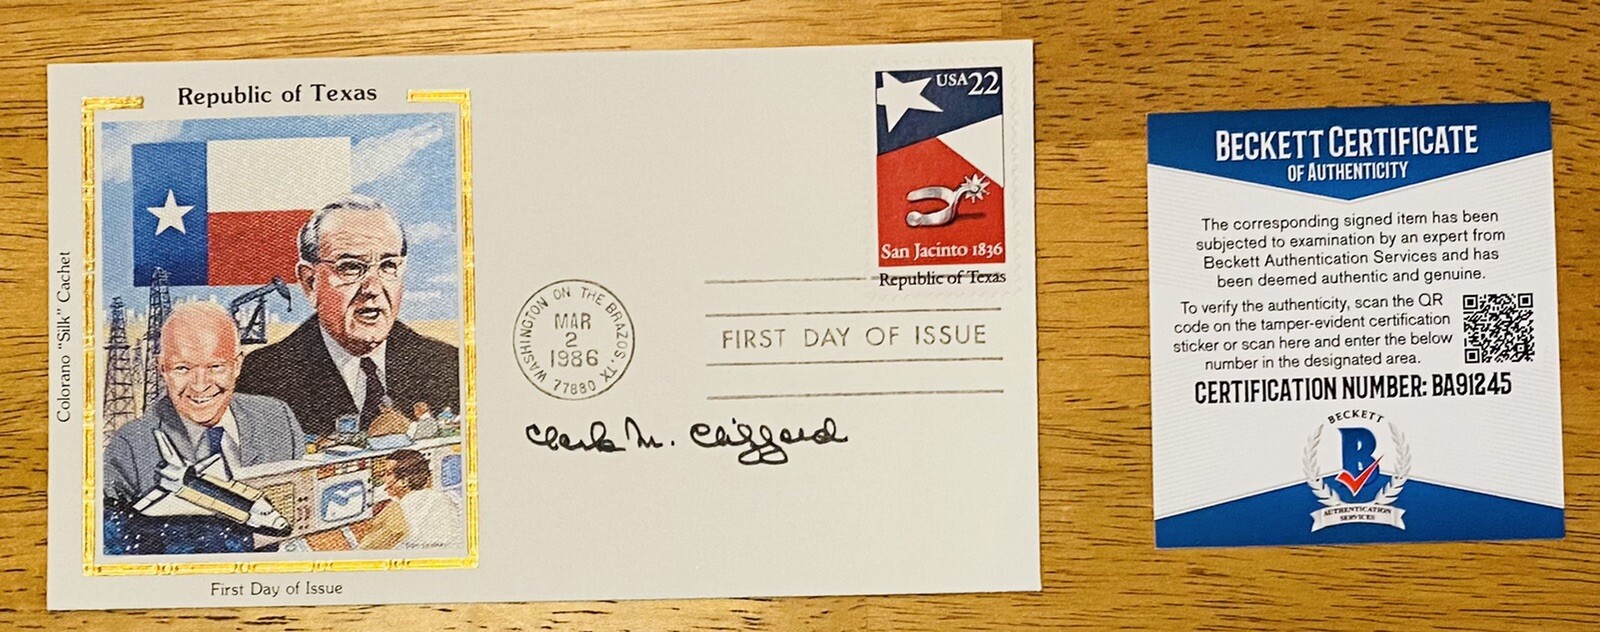 Republic of Texas
Colorano "Silk" Cachet
First Day of Issue
USA 22
San Jacinto 1836
Republic of Texas
WASHINGTON ON THE BRAZOS, TX
MAR
2
1986
77880
FIRST DAY OF ISSUE
Clark M. Clifford
BECKETT CERTIFICATE
OF AUTHENTICITY
The corresponding signed item has been
subjected to examination by an expert from
Beckett Authentication Services and has
been deemed authentic and genuine.
To verify the authenticity, scan the QR
code on the tamper-evident certification
sticker or scan here and enter the below
number in the designated area.
CERTIFICATION NUMBER: BA91245
BECKETT
B
AUTHENTICATION
SERVICES